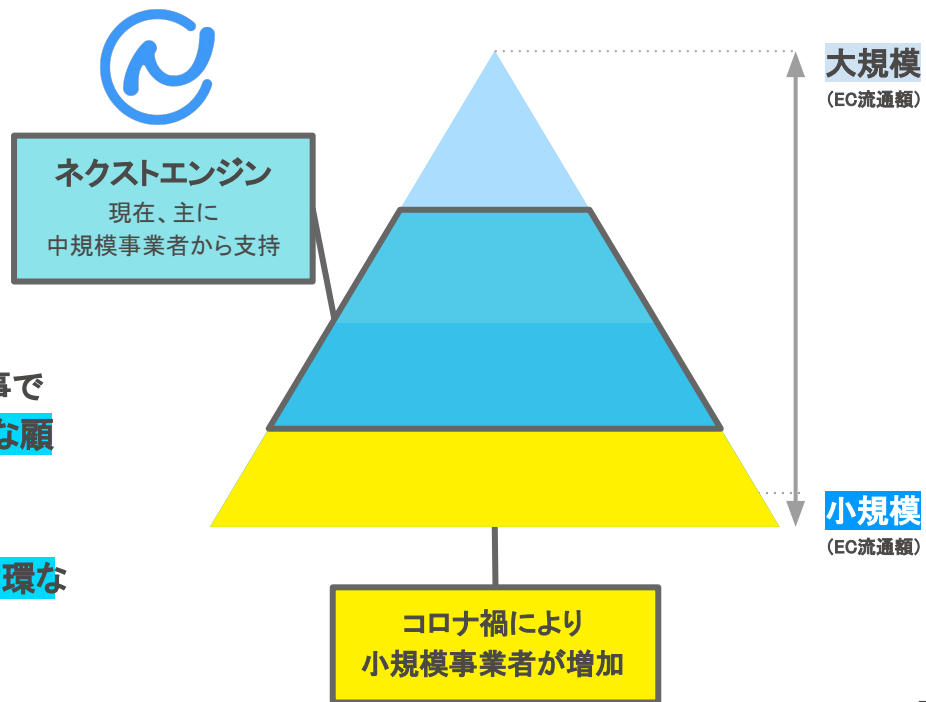 大規模
(EC流通額)
ネクストエンジン
現在、主に
中規模事業者から支持
事で
な顧
環な
小規模
(EC流通額)
コロナ禍により
小規模事業者が増加